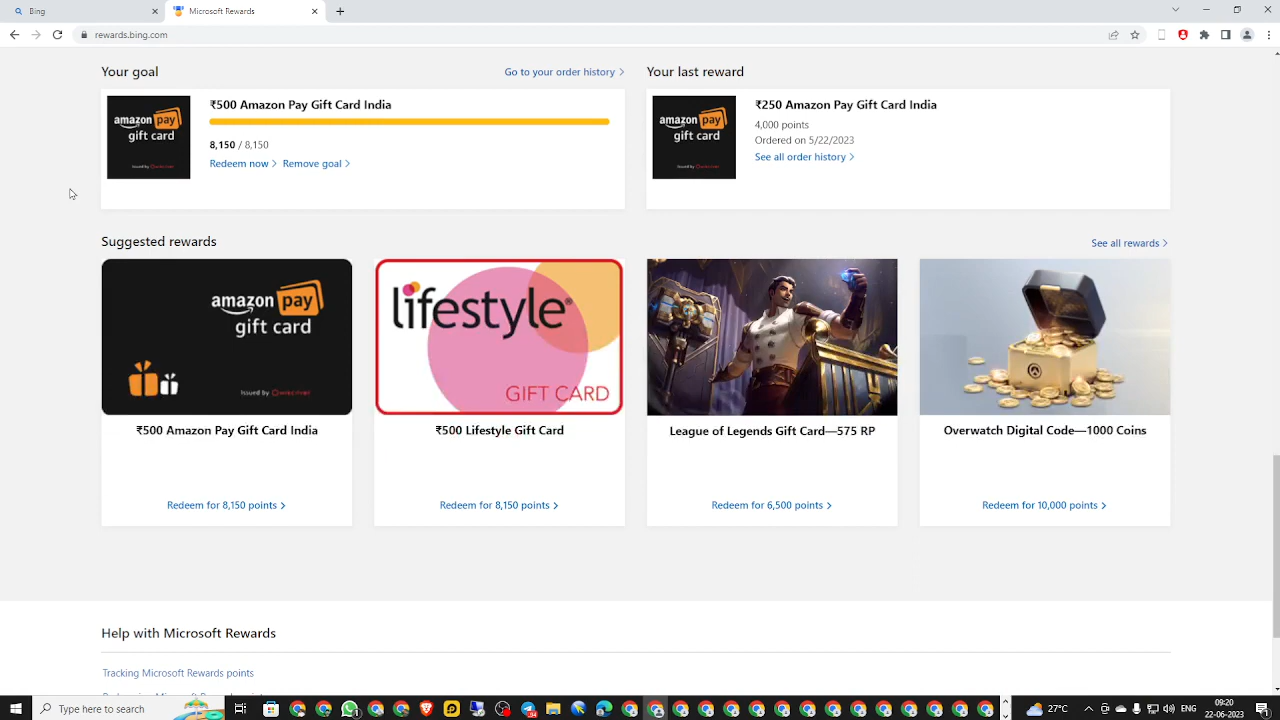 Bing
Microsoft Rewards
rewards.bing.com
Your goal
Go to your order history
amazon pay
gift card
₹500 Amazon Pay Gift Card India
8,150 / 8,150
Redeem now
Remove goal
Your last reward
amazon pay
gift card
₹250 Amazon Pay Gift Card India
4,000 points
Ordered on 5/22/2023
See all order history
Suggested rewards
See all rewards
amazon pay
gift card
Issued by
₹500 Amazon Pay Gift Card India
Redeem for 8,150 points
lifestyle®
GIFT CARD
₹500 Lifestyle Gift Card
Redeem for 8,150 points
League of Legends Gift Card—575 RP
Redeem for 6,500 points
Overwatch Digital Code—1000 Coins
Redeem for 10,000 points
Help with Microsoft Rewards
Tracking Microsoft Rewards points
Type here to search
27°C
ENG
09:20
22-06-2023